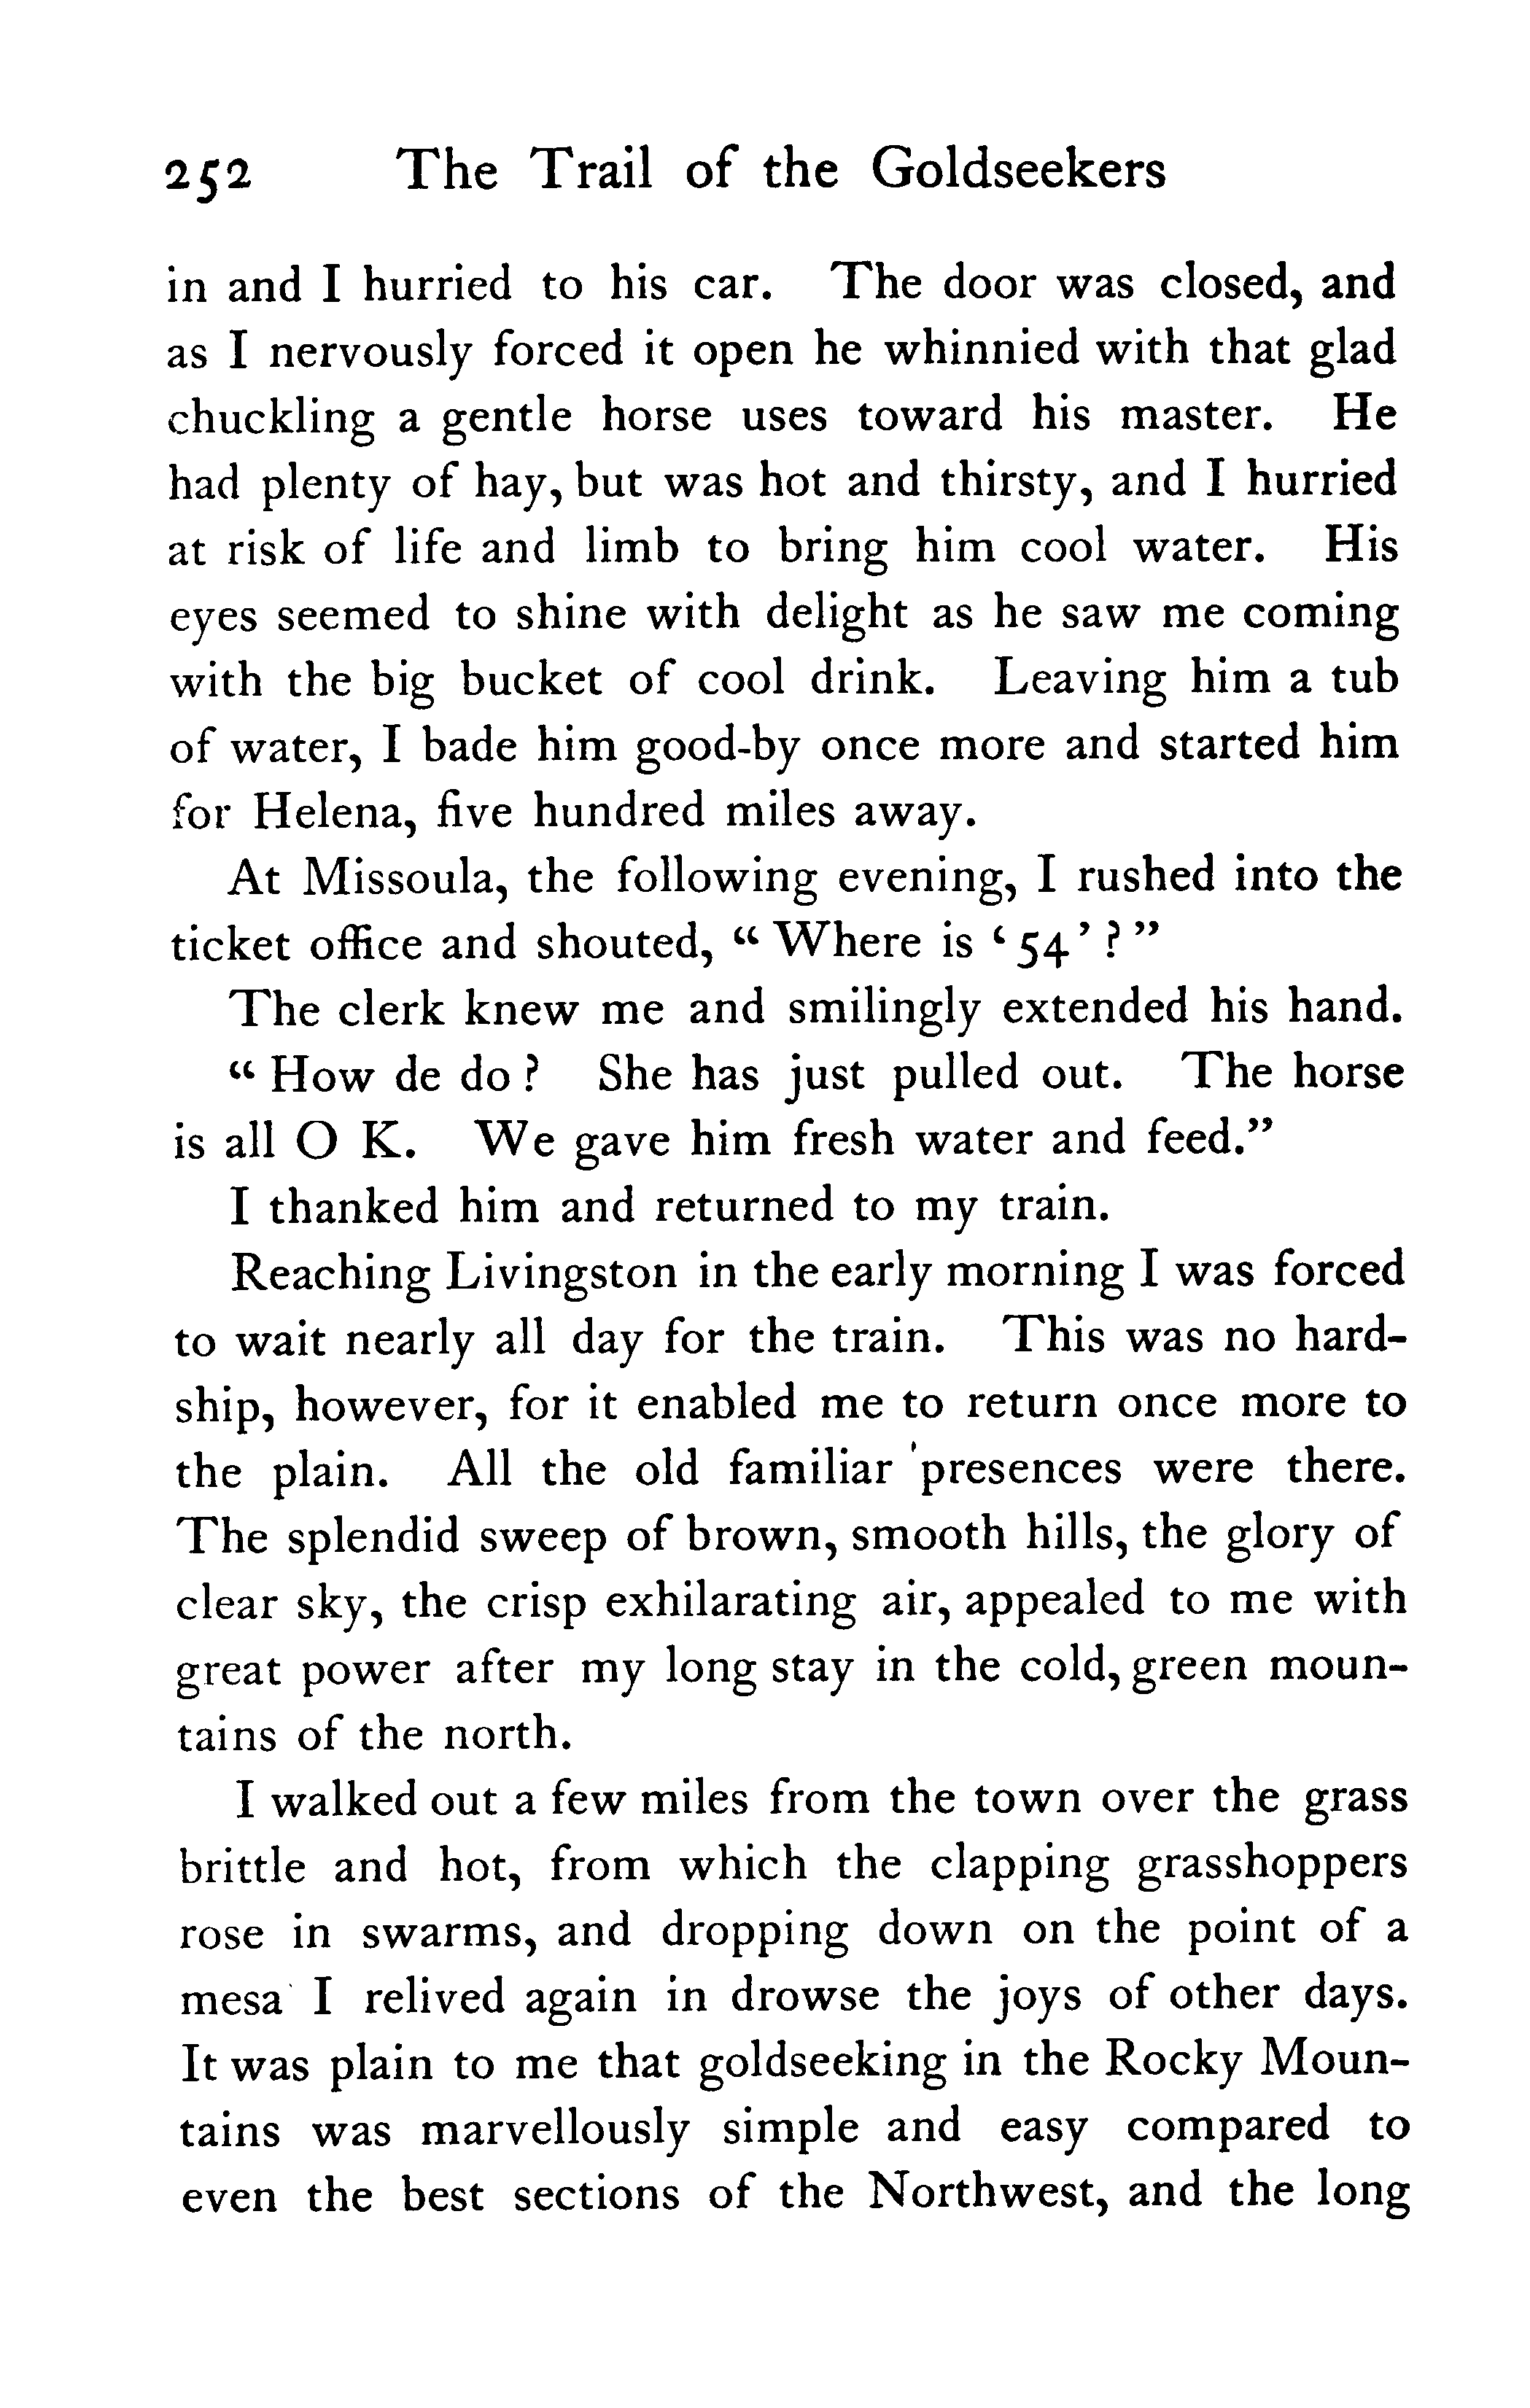 252 The Trail of the Goldseekers
in and I hurried to his car. The door was closed, and
as I nervously forced it open he whinnied with that glad
chuckling a gentle horse uses toward his master. He
had plenty of hay, but was hot and thirsty, and I hurried
at risk of life and limb to bring him cool water. His
eyes seemed to shine with delight as he saw me coming
with the big bucket of cool drink. Leaving him a tub
of water, I bade him good-by once more and started him
for Helena, five hundred miles away.
At Missoula, the following evening, I rushed into the
ticket office and shouted, “Where is ‘54’?”
The clerk knew me and smilingly extended his hand.
“How de do? She has just pulled out. The horse
is all O K. We gave him fresh water and feed.”
I thanked him and returned to my train.
Reaching Livingston in the early morning I was forced
to wait nearly all day for the train. This was no hard-
ship, however, for it enabled me to return once more to
the plain. All the old familiar presences were there.
The splendid sweep of brown, smooth hills, the glory of
clear sky, the crisp exhilarating air, appealed to me with
great power after my long stay in the cold, green moun-
tains of the north.
I walked out a few miles from the town over the grass
brittle and hot, from which the clapping grasshoppers
rose in swarms, and dropping down on the point of a
mesa I relived again in drowse the joys of other days.
It was plain to me that goldseeking in the Rocky Moun-
tains was marvellously simple and easy compared to
even the best sections of the Northwest, and the long